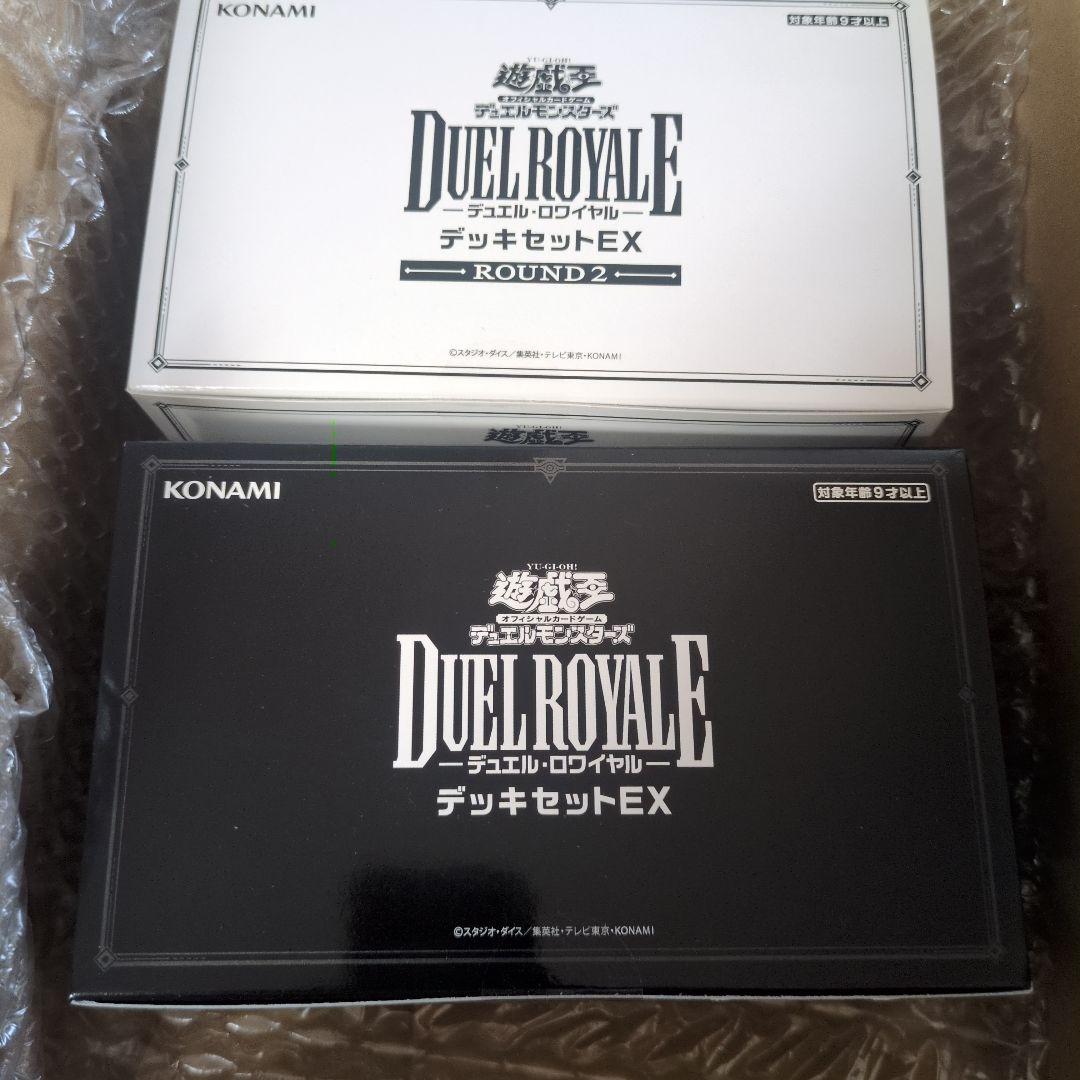 KONAMI
対象年齢9才以上
YU-GI-OH!
遊戯王
オフィシャルカードゲーム
デュエルモンスターズ
DUEL ROYALE
デュエル・ロワイヤル
デッキセットEX
ROUND 2
©スタジオ・ダイス／集英社・テレビ東京・KONAMI
YU-GI-OH!
遊戯王
KONAMI
対象年齢9才以上
YU-GI-OH!
遊戯王
オフィシャルカードゲーム
デュエルモンスターズ
DUEL ROYALE
デュエル・ロワイヤル
デッキセットEX
©スタジオ・ダイス／集英社・テレビ東京・KONAMI